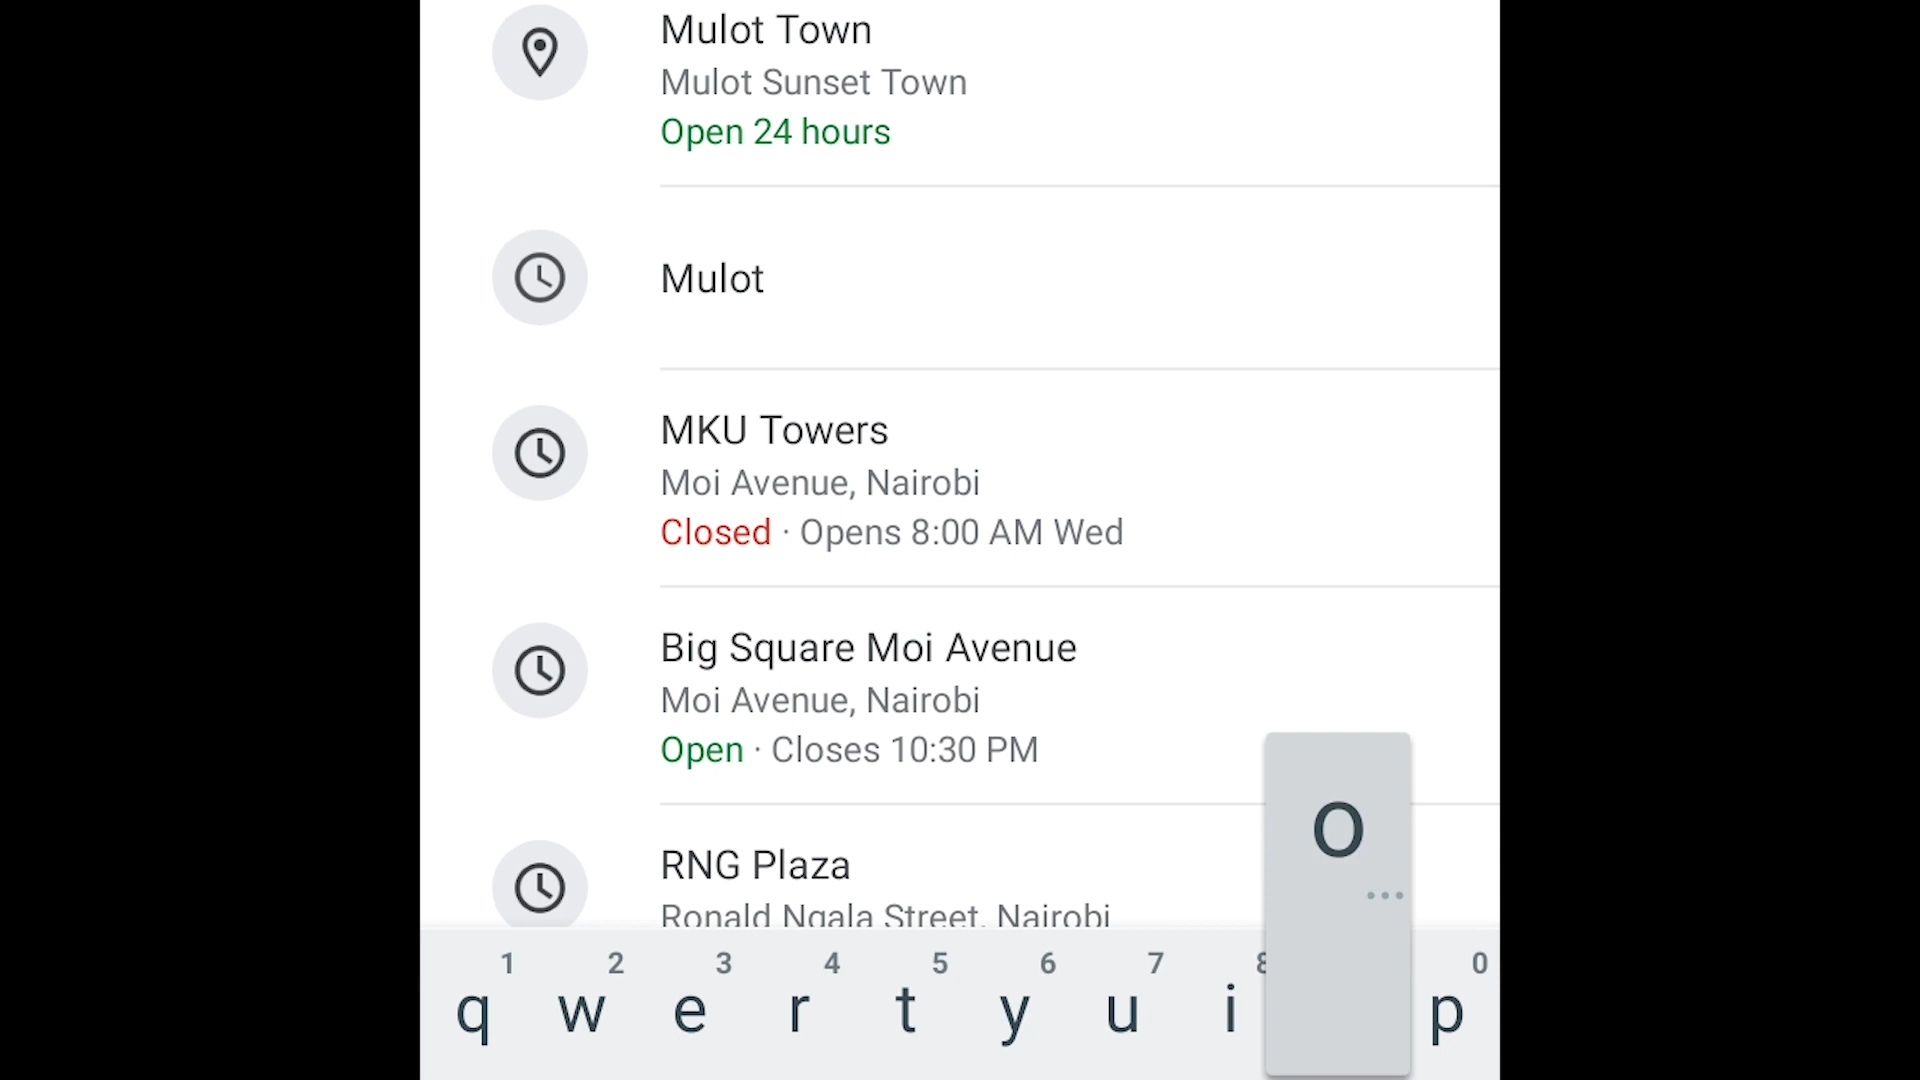 Mulot Town
Mulot Sunset Town
Open 24 hours
Mulot
MKU Towers
Moi Avenue, Nairobi
Closed · Opens 8:00 AM Wed
Big Square Moi Avenue
Moi Avenue, Nairobi
Open · Closes 10:30 PM
RNG Plaza
Ronald Ngala Street, Nairobi
o
...
1 2 3 4 5 6 7 8 0
q w e r t y u i p